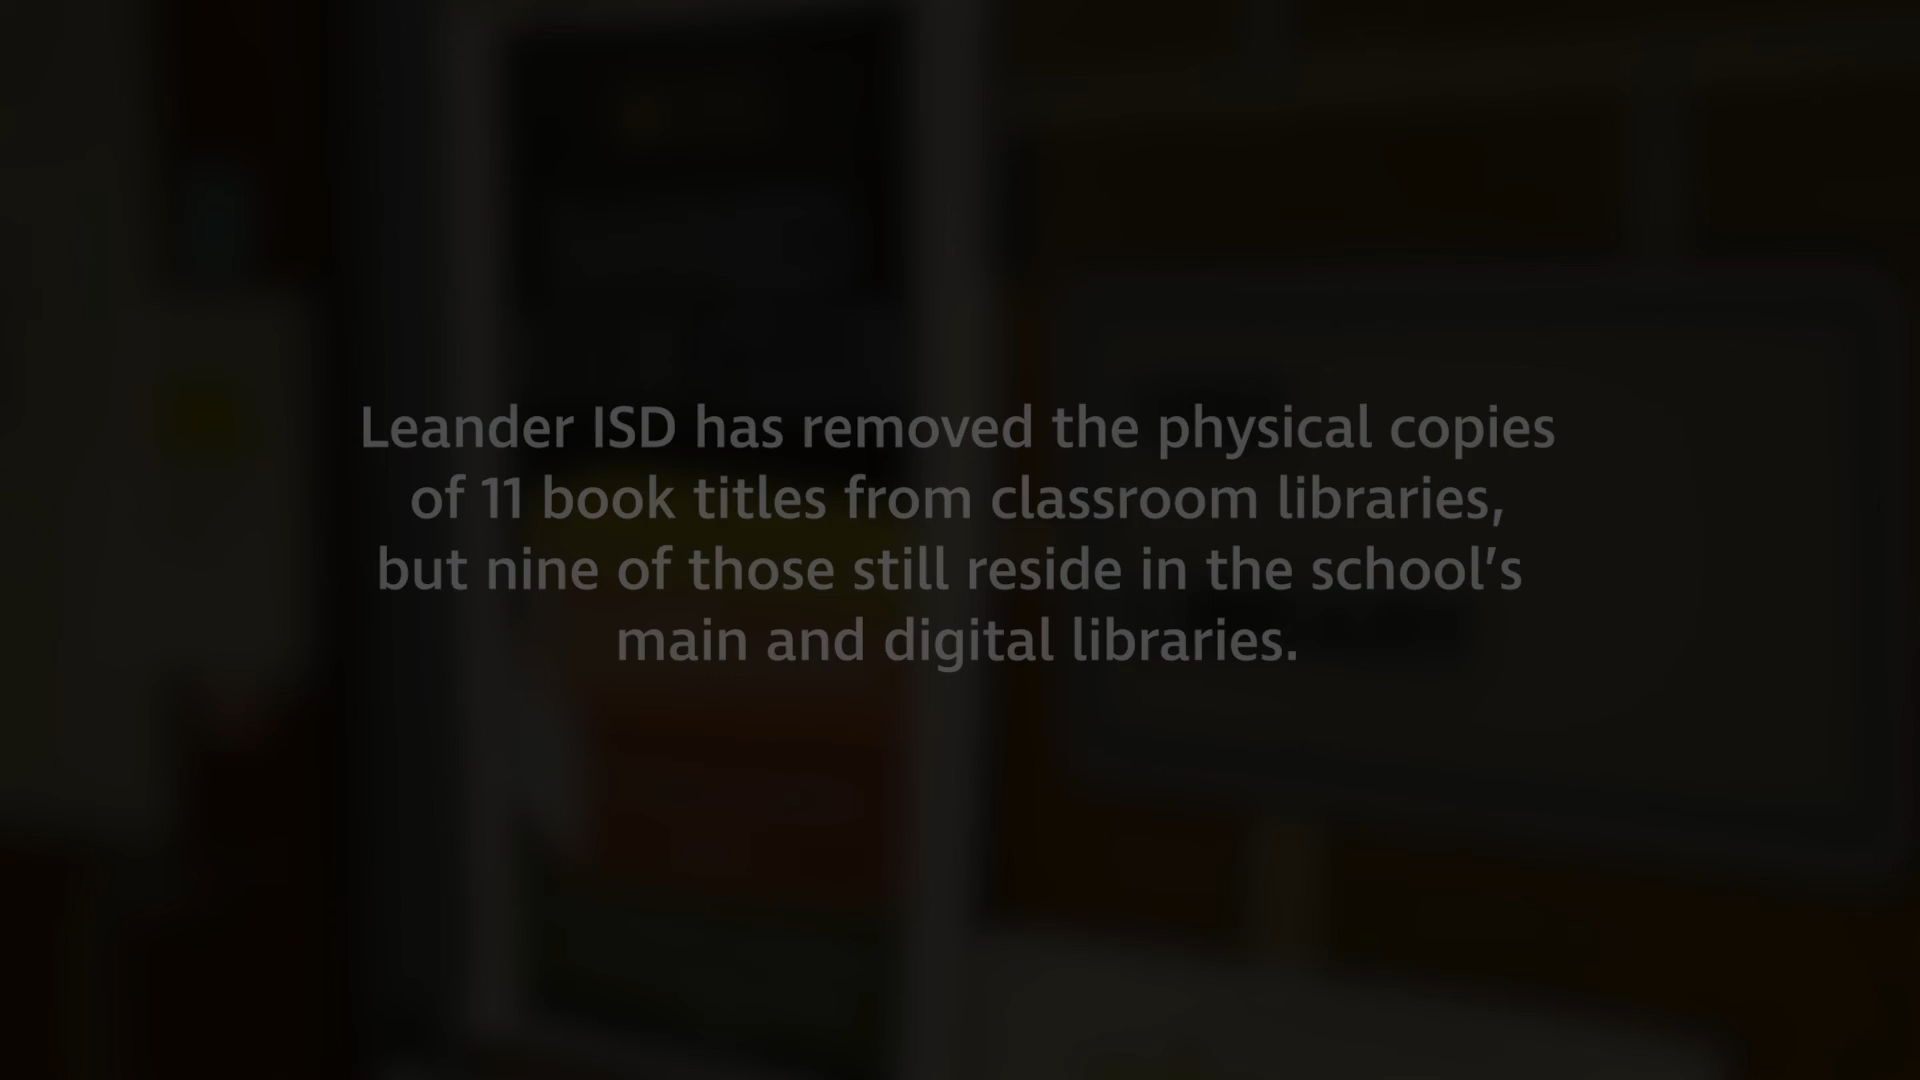 Leander ISD has removed the physical copies
of 11 book titles from classroom libraries,
but nine of those still reside in the school’s
main and digital libraries.